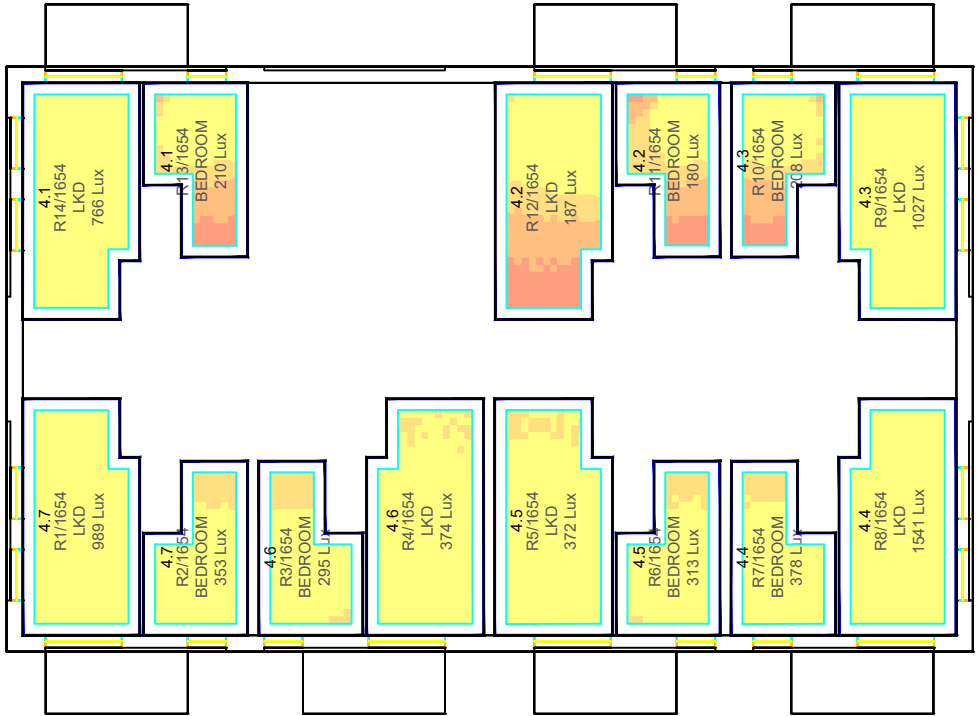 4.1
R14/1654
LKD
766 Lux
4.1
R13/1654
BEDROOM
210 Lux
4.2
R12/1654
LKD
187 Lux
4.2
R11/1654
BEDROOM
180 Lux
4.3
R10/1654
BEDROOM
208 Lux
4.3
R9/1654
LKD
1027 Lux
4.7
R1/1654
LKD
989 Lux
4.7
R2/1654
BEDROOM
353 Lux
4.6
R3/1654
BEDROOM
295 Lux
4.6
R4/1654
LKD
374 Lux
4.5
R5/1654
LKD
372 Lux
4.5
R6/1654
BEDROOM
313 Lux
4.4
R7/1654
BEDROOM
378 Lux
4.4
R8/1654
LKD
1541 Lux